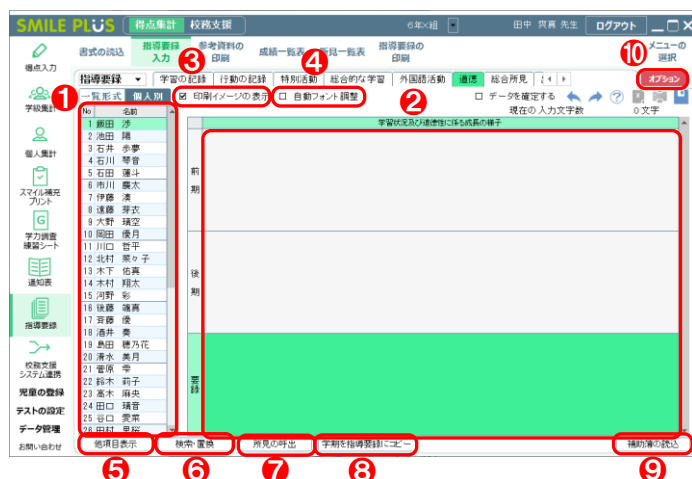 SMILE PLUS 得点集計 校務支援 6年×組 田中 先生 ログアウト
書式の読込 指導要録 入力 参考資料の 印刷 成績一覧表 所見一覧表 指導要録の 印刷 ⑩ メニューの 選択
③ ④
指導要録 学習の記録 行動の記録 特別活動 総合的な学習 外国語活動 道徳 総合所見 オプション
① 一覧形式 個人別 印刷イメージの表示 自動フォント調整 ② データを確定する
現在の入力文字数 0文字
得点入力
学級集計
個人集計
スマイル補充
プリント
学力調査
練習シート
通知表
指導要録
校務支援
システム連携
児童の登録
テストの設定
データ管理
お問い合わせ
No 名前
1 飯田 渉
2 池田 陽
3 石井 歩夢
4 石川 琴音
5 石田 蓮斗
6 市川 慶太
7 伊藤 湊
8 遠藤 芽衣
9 大野 晴空
10 岡田 優月
11 川口 哲平
12 北村 菜々子
13 木下 佑真
14 木村 翔太
15 河野 彩
16 後藤 颯真
17 斉藤 優
18 酒井 奏
19 島田 穂乃花
20 清水 美月
21 菅原 雫
22 鈴木 莉子
23 高木 麻央
24 田口 晴音
25 谷口 愛菜
26 田村 里桜
学習状況及び道徳性に係る成長の様子
前期
後期
要録
他項目表示 検索・置換 所見の呼出 学期を指導要録にコピー 補助簿の読込
⑤ ⑥ ⑦ ⑧ ⑨